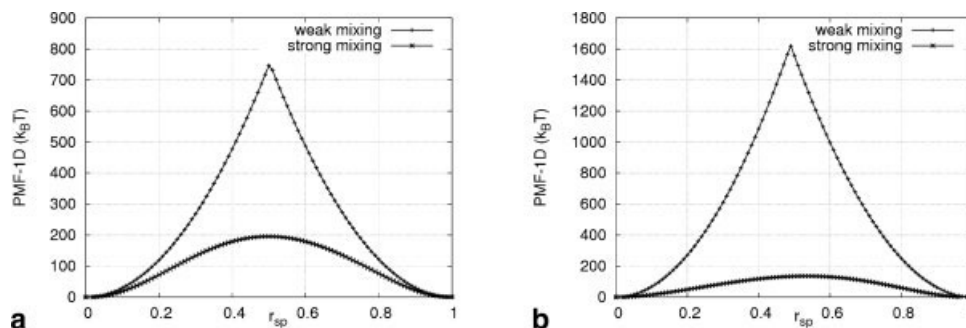 900
800
700
600
500
400
300
200
100
0
PMF-1D (kBT)
weak mixing
strong mixing
0 0.2 0.4 0.6 0.8 1
rsp
a
1800
1600
1400
1200
1000
800
600
400
200
0
PMF-1D (kBT)
weak mixing
strong mixing
0 0.2 0.4 0.6 0.8
rsp
b